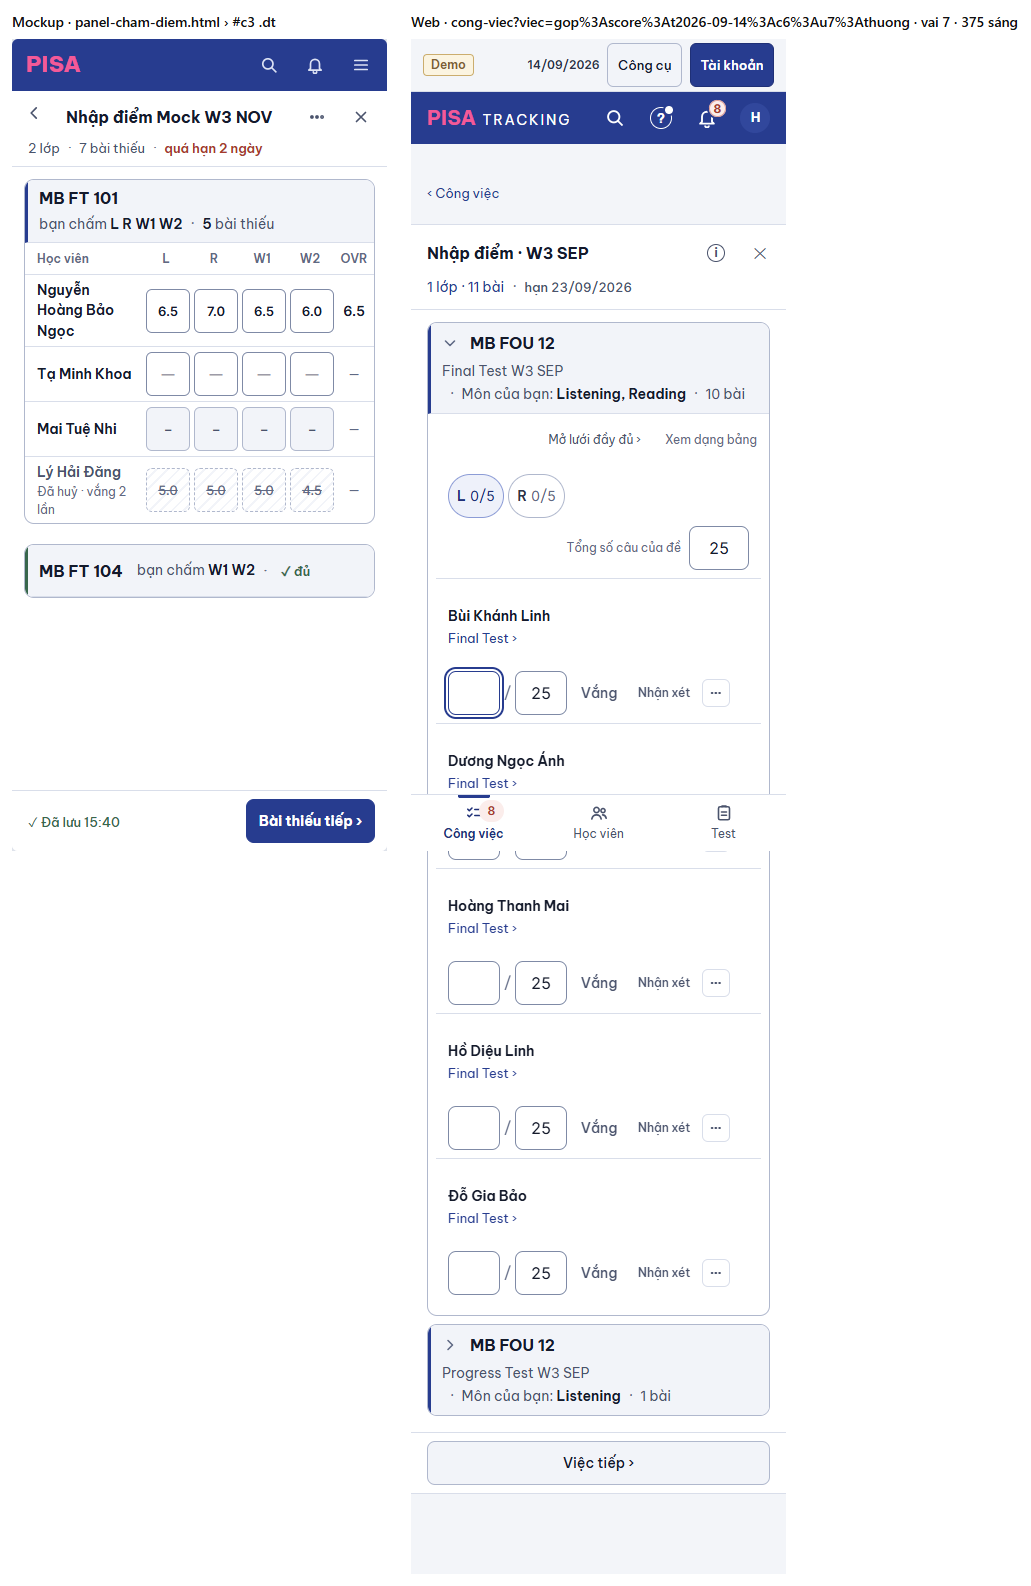 Mockup · panel-cham-diem.html › #c3 .dt
PISA
Nhập điểm Mock W3 NOV
2 lớp · 7 bài thiếu · quá hạn 2 ngày
MB FT 101
bạn chấm L R W1 W2 · 5 bài thiếu
Học viên L R W1 W2 OVR
Nguyễn Hoàng Bảo Ngọc 6.5 7.0 6.5 6.0 6.5
Tạ Minh Khoa — — — — —
Mai Tuệ Nhi – – – – —
Lý Hải Đăng 5.0 5.0 5.0 4.5 —
Đã huỷ · vắng 2 lần
MB FT 104 bạn chấm W1 W2 · ✓ đủ
✓ Đã lưu 15:40
Bài thiếu tiếp ›
Web · cong-viec?viec=gop%3Ascore%3At2026-09-14%3Ac6%3Au7%3Athuong · vai 7 · 375 sáng
Demo 14/09/2026 Công cụ Tài khoản
PISA TRACKING ? 8 H
‹ Công việc
Nhập điểm · W3 SEP
1 lớp · 11 bài · hạn 23/09/2026
MB FOU 12
Final Test W3 SEP
· Môn của bạn: Listening, Reading · 10 bài
Mở lưới đầy đủ › Xem dạng bảng
L 0/5 R 0/5
Tổng số câu của đề 25
Bùi Khánh Linh
Final Test ›
/ 25 Vắng Nhận xét ···
Dương Ngọc Ánh
Final Test ›
8
Công việc Học viên Test
Hoàng Thanh Mai
Final Test ›
/ 25 Vắng Nhận xét ···
Hồ Diệu Linh
Final Test ›
/ 25 Vắng Nhận xét ···
Đỗ Gia Bảo
Final Test ›
/ 25 Vắng Nhận xét ···
MB FOU 12
Progress Test W3 SEP
· Môn của bạn: Listening · 1 bài
Việc tiếp ›